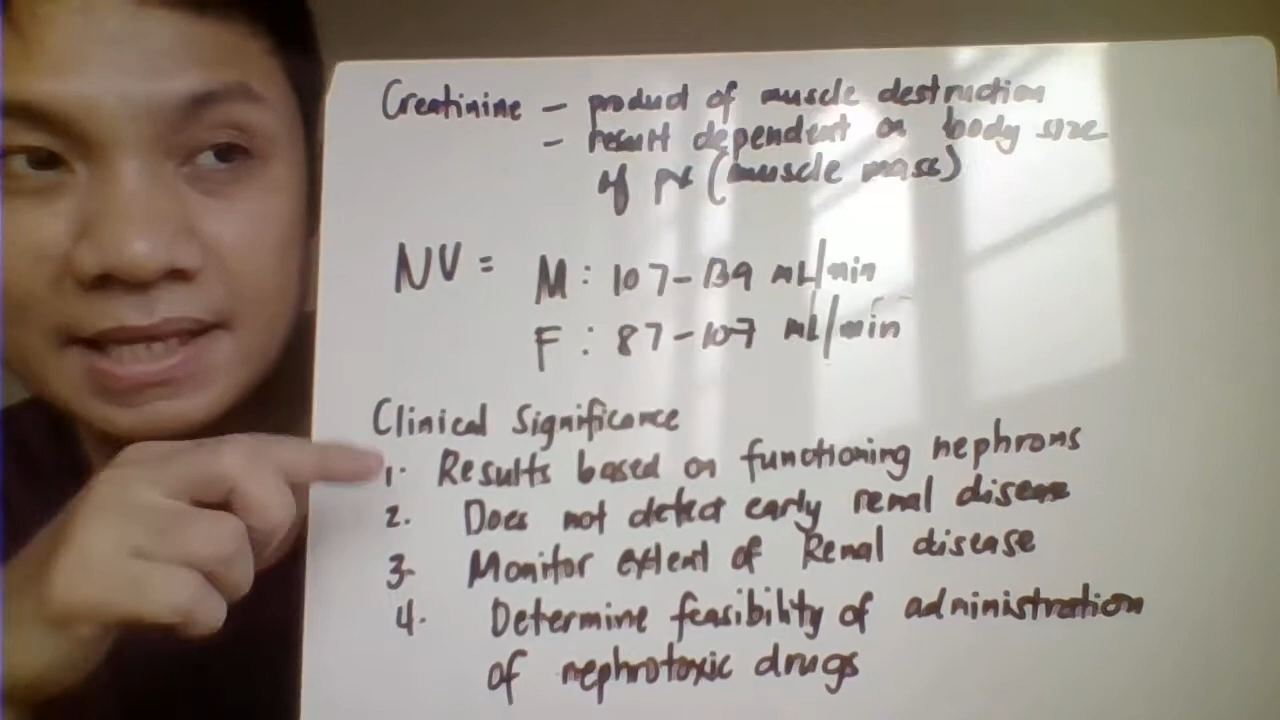 Creatinine - product of muscle destruction
- result dependent on body size
of px (muscle mass)
NV = M: 107-139 mL/min
F: 87-107 mL/min
Clinical Significance
1. Results based on functioning nephrons
2. Does not detect early renal disease
3. Monitor extent of Renal disease
4. Determine feasibility of administration
of nephrotoxic drugs